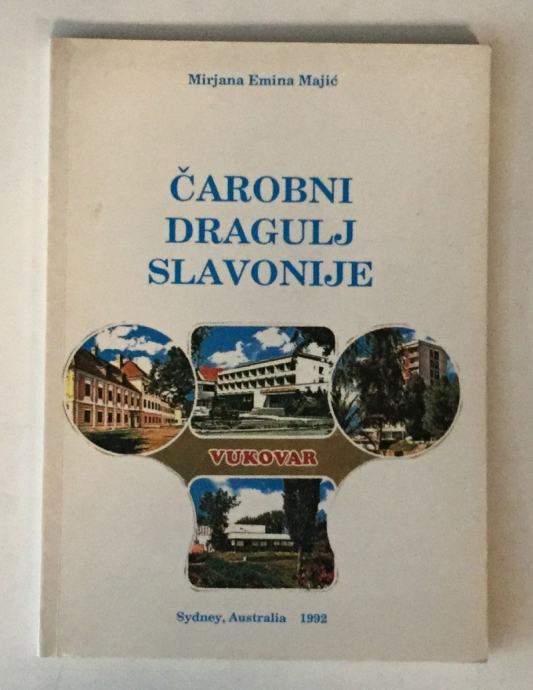 Mirjana Emina Majić
ČAROBNI
DRAGULJ
SLAVONIJE
VUKOVAR
Sydney, Australia 1992